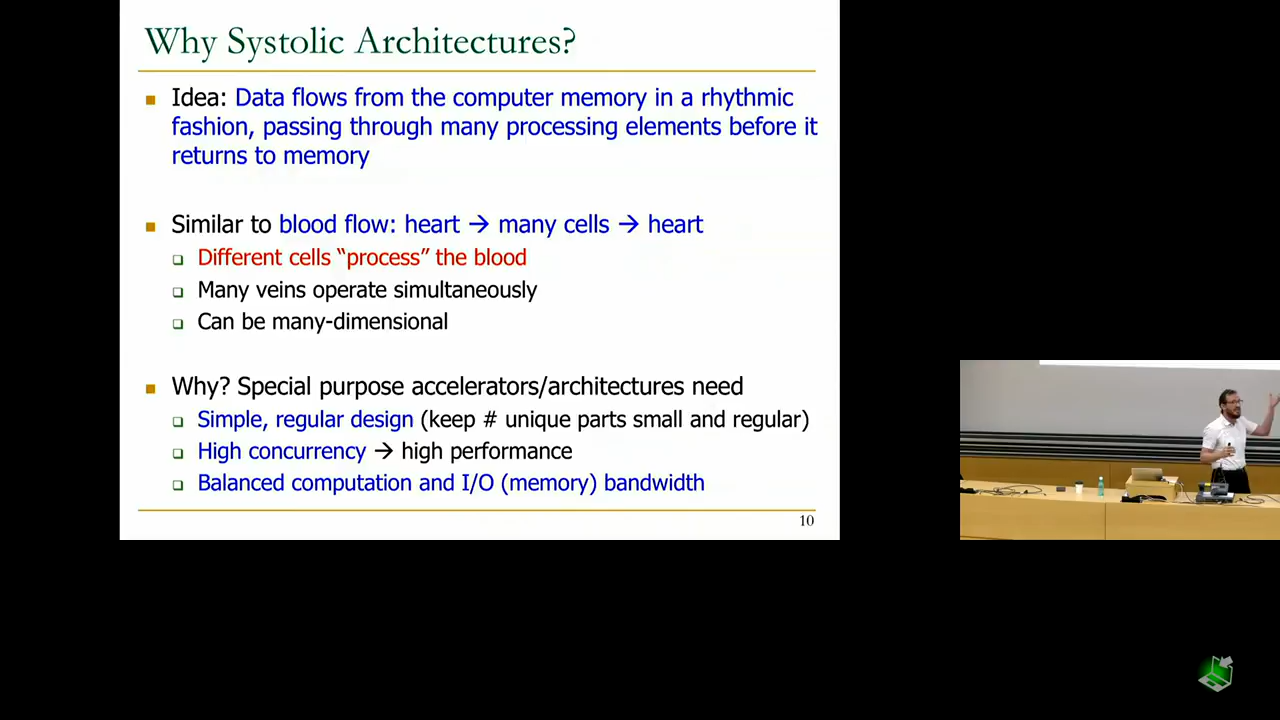 Why Systolic Architectures?
Idea: Data flows from the computer memory in a rhythmic
fashion, passing through many processing elements before it
returns to memory
Similar to blood flow: heart → many cells → heart
Different cells “process” the blood
Many veins operate simultaneously
Can be many-dimensional
Why? Special purpose accelerators/architectures need
Simple, regular design (keep # unique parts small and regular)
High concurrency → high performance
Balanced computation and I/O (memory) bandwidth
10